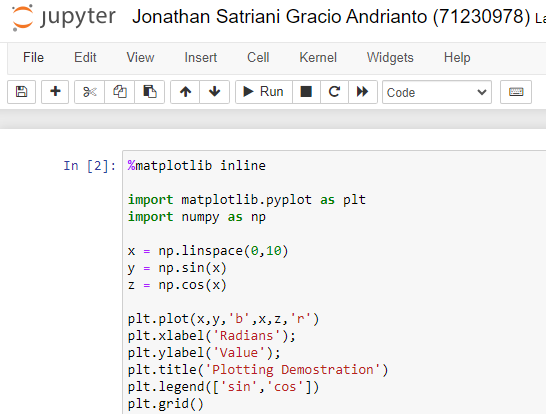 jupyter Jonathan Satriani Gracio Andrianto (71230978) La
File Edit View Insert Cell Kernel Widgets Help
Run Code
In [2]: %matplotlib inline
import matplotlib.pyplot as plt
import numpy as np
x = np.linspace(0,10)
y = np.sin(x)
z = np.cos(x)
plt.plot(x,y,'b',x,z,'r')
plt.xlabel('Radians');
plt.ylabel('Value');
plt.title('Plotting Demostration')
plt.legend(['sin','cos'])
plt.grid()